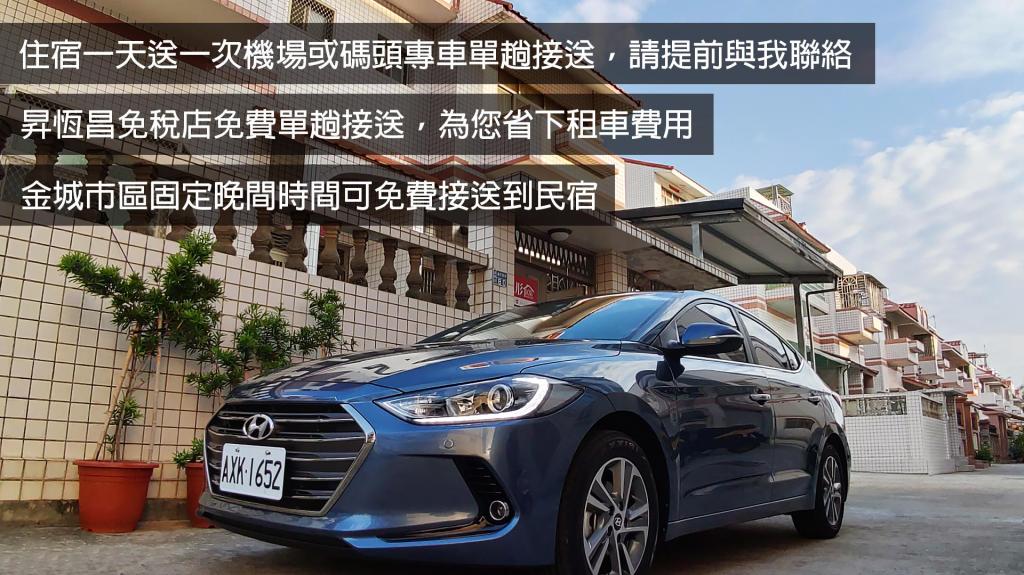 住宿一天送一次機場或碼頭專車單趟接送，請提前與我聯絡
昇恆昌免稅店免費單趟接送，為您省下租車費用
金城市區固定晚間時間可免費接送到民宿
AXK·1652